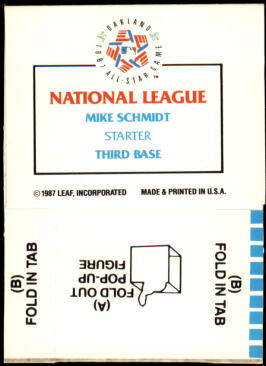 OAKLAND
1987 ALL-STAR GAME
NATIONAL LEAGUE
MIKE SCHMIDT
STARTER
THIRD BASE
© 1987 LEAF, INCORPORATED MADE & PRINTED IN U.S.A.
(B)
FOLD IN TAB
(A)
FOLD OUT
POP-UP
FIGURE
(B)
FOLD IN TAB